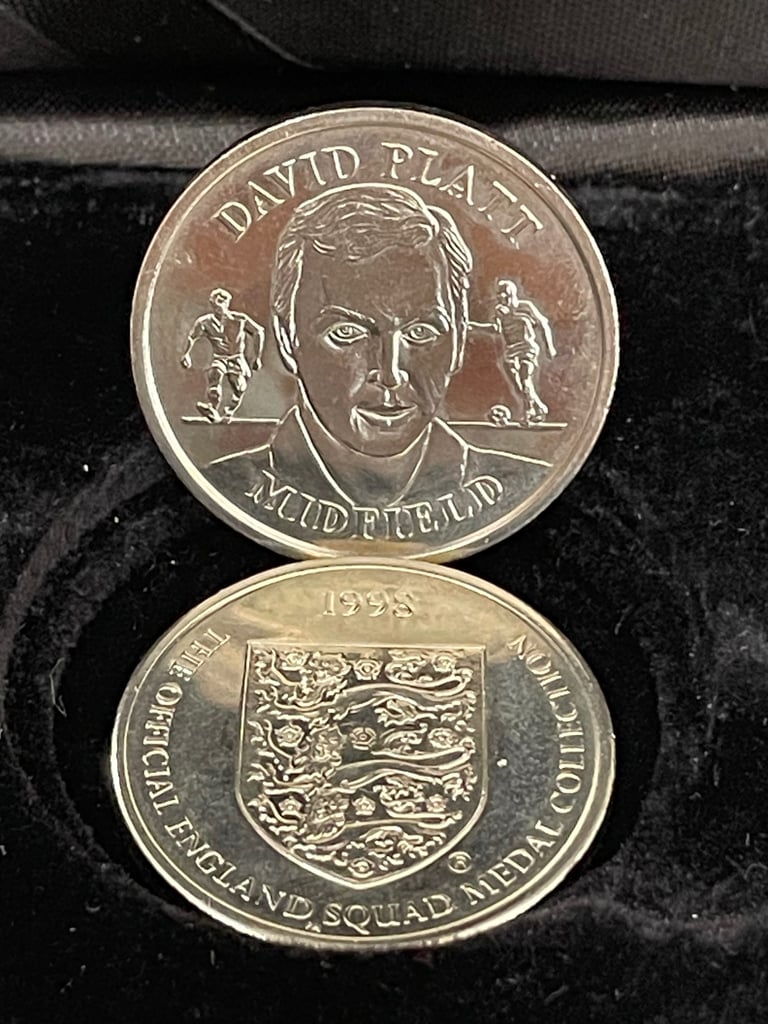 DAVID PLATT
MIDFIELD
1998
THE OFFICIAL ENGLAND SQUAD MEDAL COLLECTION
®